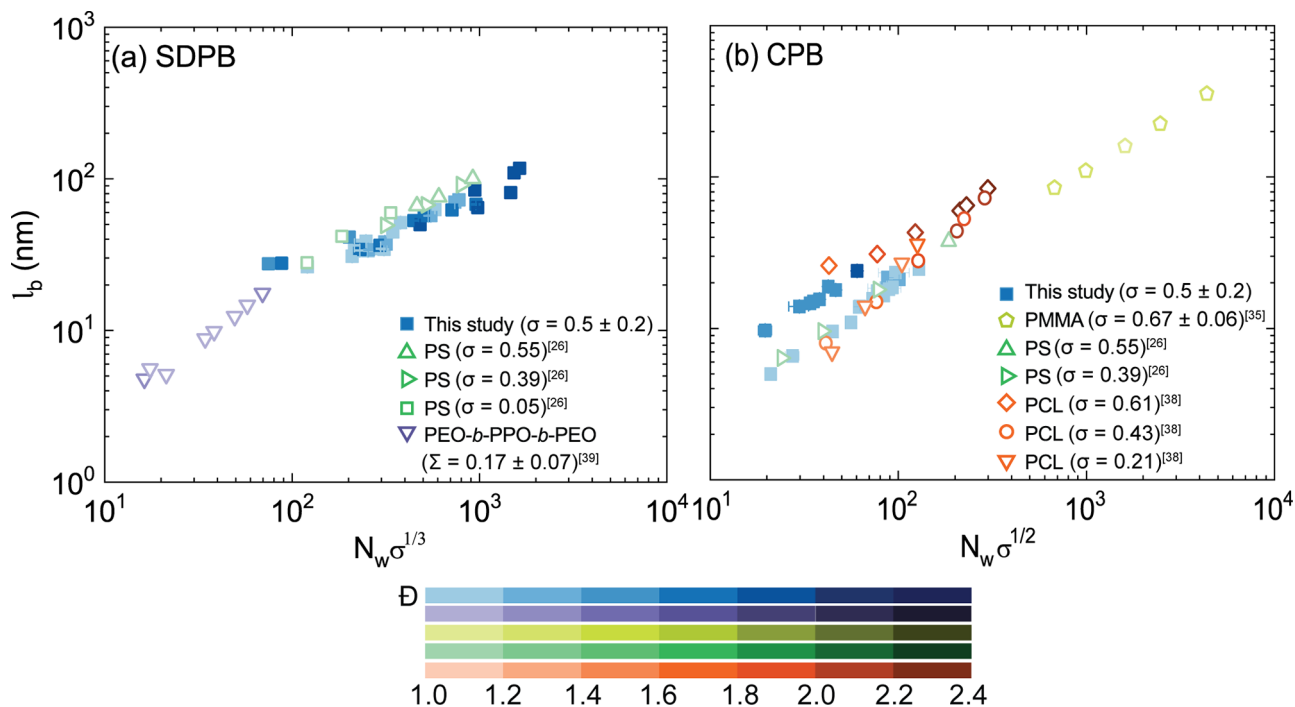 (a) SDPB
10³
10²
10¹
10⁰
l_b (nm)
This study (σ = 0.5 ± 0.2)
PS (σ = 0.55)[26]
PS (σ = 0.39)[26]
PS (σ = 0.05)[26]
PEO-b-PPO-b-PEO
(Σ = 0.17 ± 0.07)[39]
10¹ 10² 10³ 10⁴
N_wσ^1/3
(b) CPB
This study (σ = 0.5 ± 0.2)
PMMA (σ = 0.67 ± 0.06)[35]
PS (σ = 0.55)[26]
PS (σ = 0.39)[26]
PCL (σ = 0.61)[38]
PCL (σ = 0.43)[38]
PCL (σ = 0.21)[38]
10¹ 10² 10³ 10⁴
N_wσ^1/2
Đ
1.0 1.2 1.4 1.6 1.8 2.0 2.2 2.4